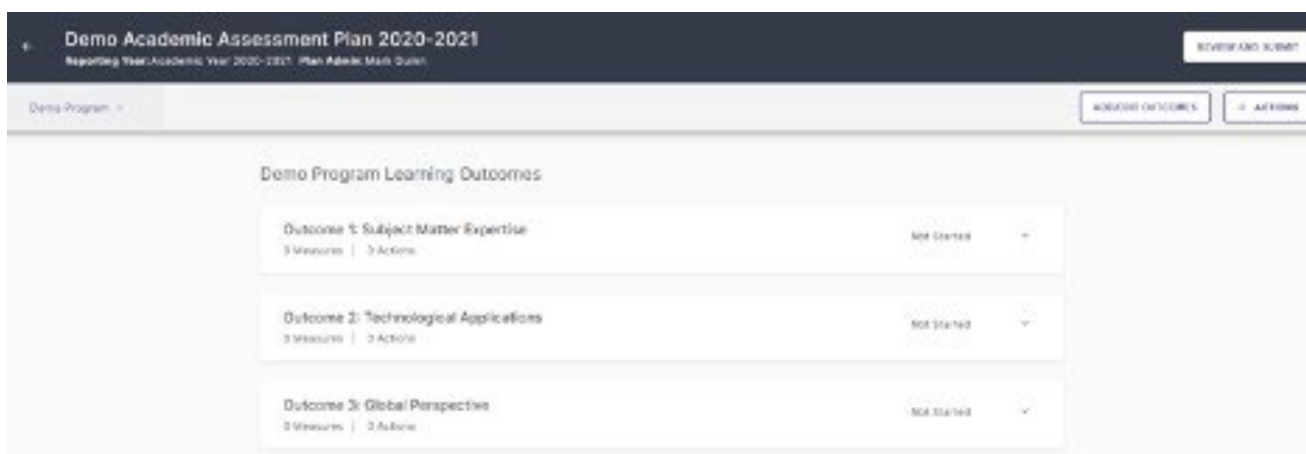 Demo Academic Assessment Plan 2020-2021
Reporting Year: Academic Year 2020-2021 Plan Admin: Mark Quinn
REVIEW AND SUBMIT
Demo Program
ADD/EDIT OUTCOMES
ACTIONS
Demo Program Learning Outcomes
Outcome 1: Subject Matter Expertise
Not Started
Measures | Actions
Outcome 2: Technological Applications
Not Started
Measures | Actions
Outcome 3: Global Perspective
Not Started
Measures | Actions